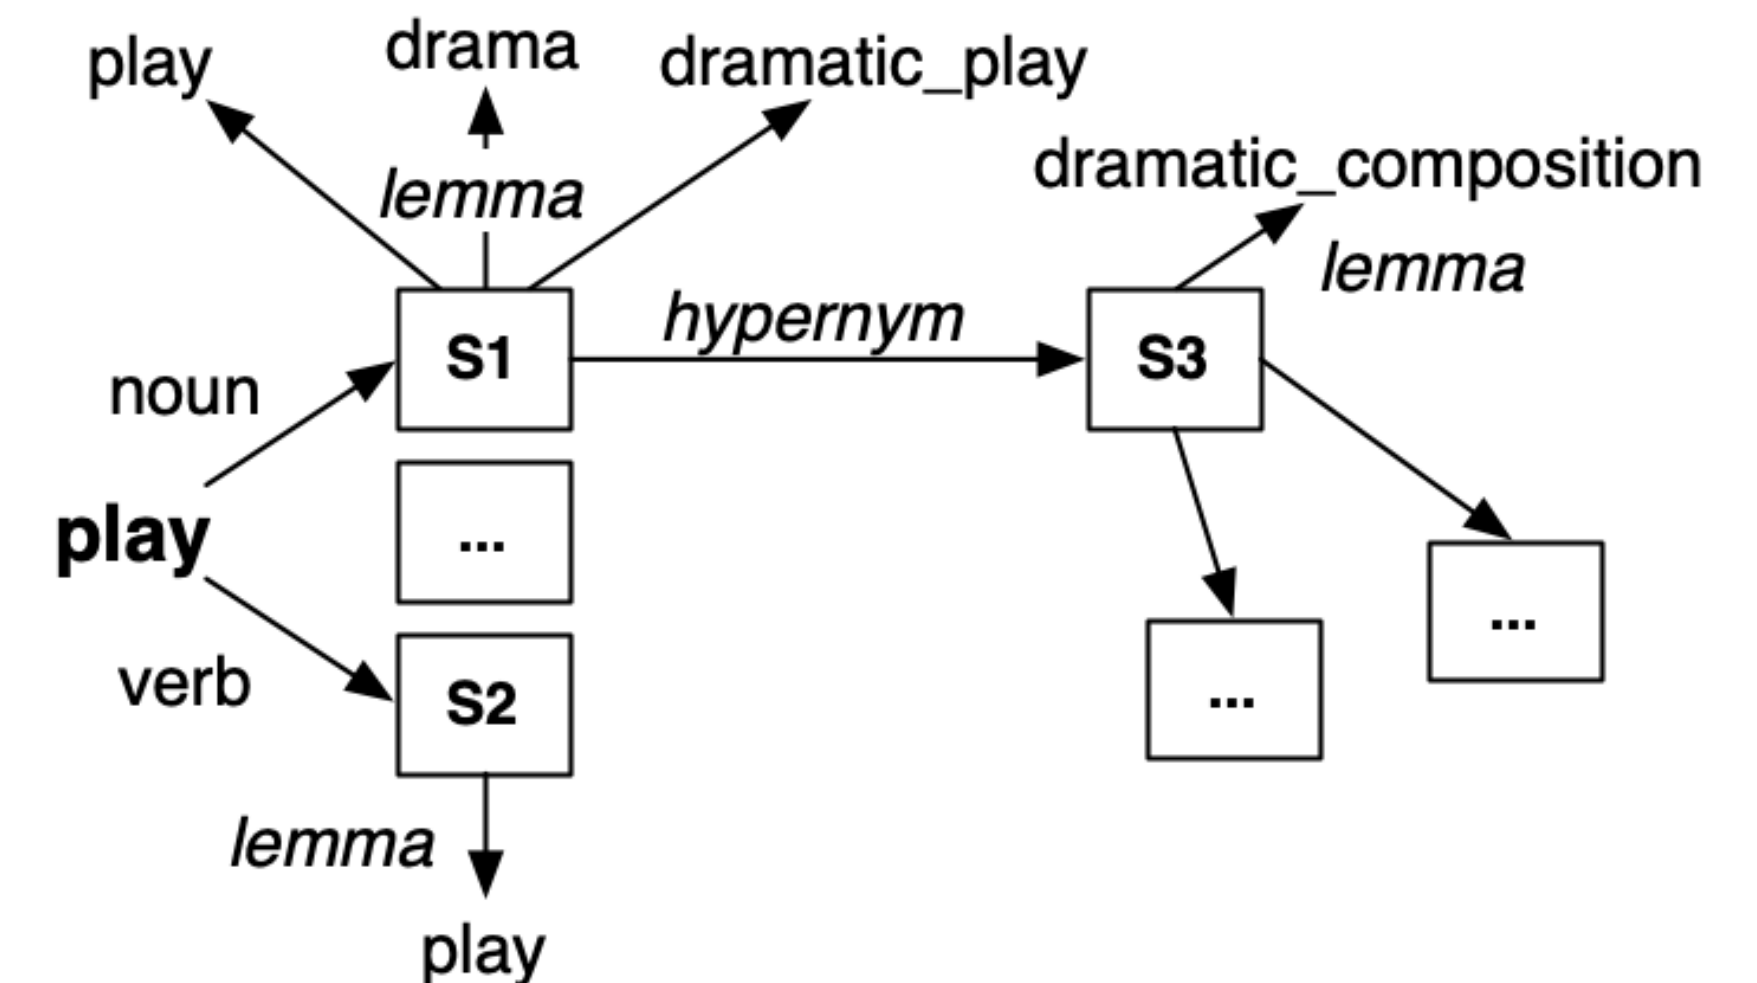 play
drama
dramatic_play
dramatic_composition
lemma
lemma
hypernym
S1
S3
noun
play
...
...
verb
S2
...
lemma
play